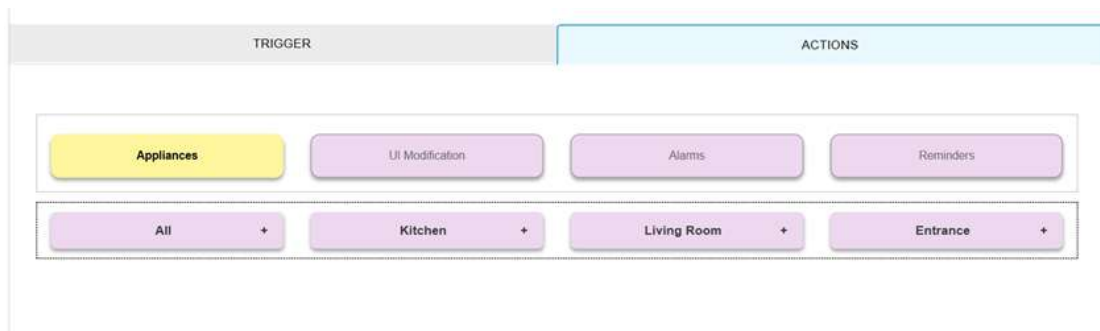 TRIGGER ACTIONS
Appliances UI Modification Alarms Reminders
All + Kitchen + Living Room + Entrance +